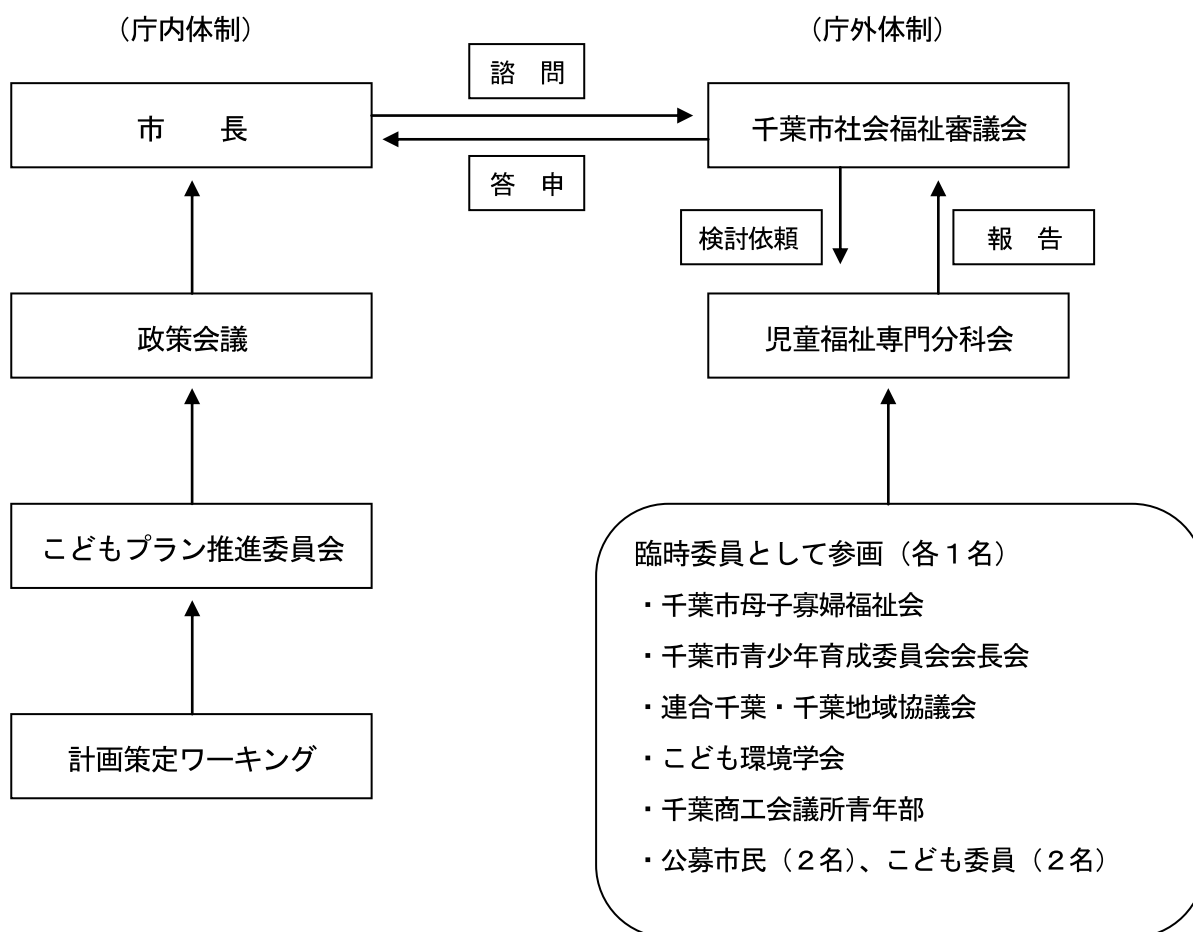 （庁内体制）
（庁外体制）
諮　問
市　　長
千葉市社会福祉審議会
答　申
検討依頼
報　告
政策会議
児童福祉専門分科会
こどもプラン推進委員会
臨時委員として参画（各１名）
・千葉市母子寡婦福祉会
・千葉市青少年育成委員会会長会
・連合千葉・千葉地域協議会
・こども環境学会
・千葉商工会議所青年部
・公募市民（２名）、こども委員（２名）
計画策定ワーキング